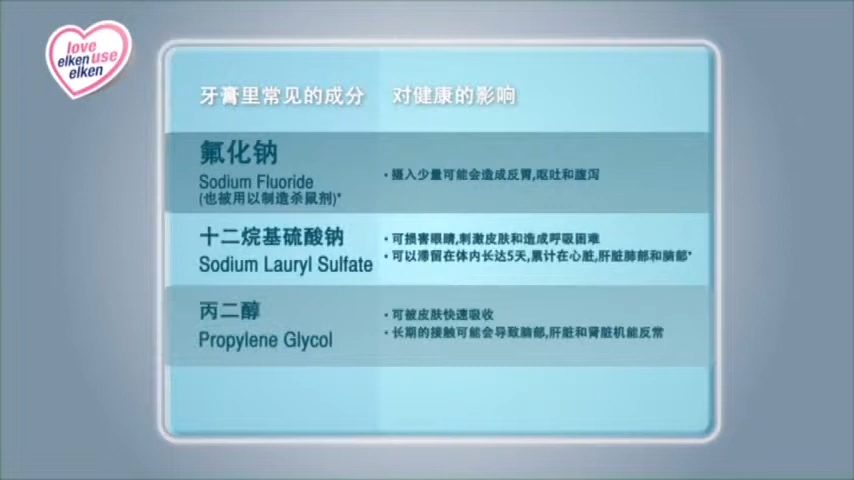 love
elken use
elken
牙膏里常见的成分 对健康的影响
氟化钠
Sodium Fluoride
(也被用以制造杀鼠剂)*
• 摄入少量可能会造成反胃,呕吐和腹泻
十二烷基硫酸钠
Sodium Lauryl Sulfate
• 可损害眼睛,刺激皮肤和造成呼吸困难
• 可以滞留在体内长达5天,累计在心脏,肝脏肺部和脑部*
丙二醇
Propylene Glycol
• 可被皮肤快速吸收
• 长期的接触可能会导致脑部,肝脏和肾脏机能反常